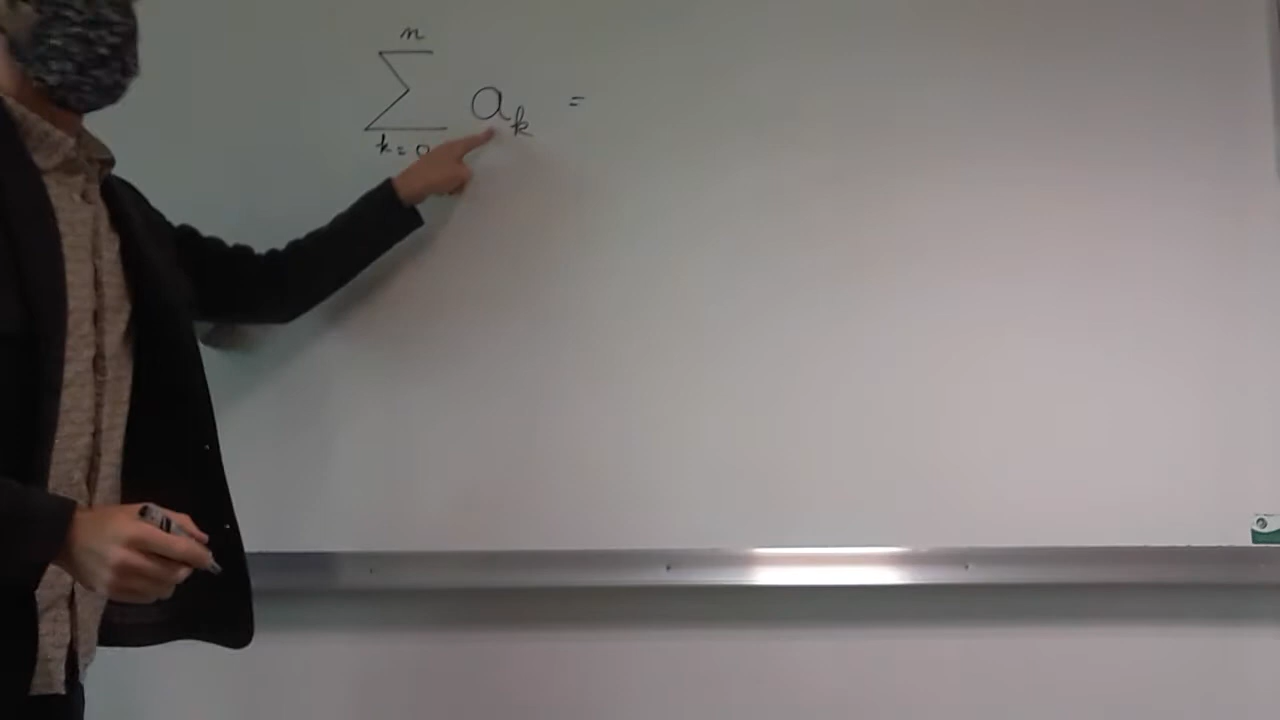 n
∑ a_k =
k = 0